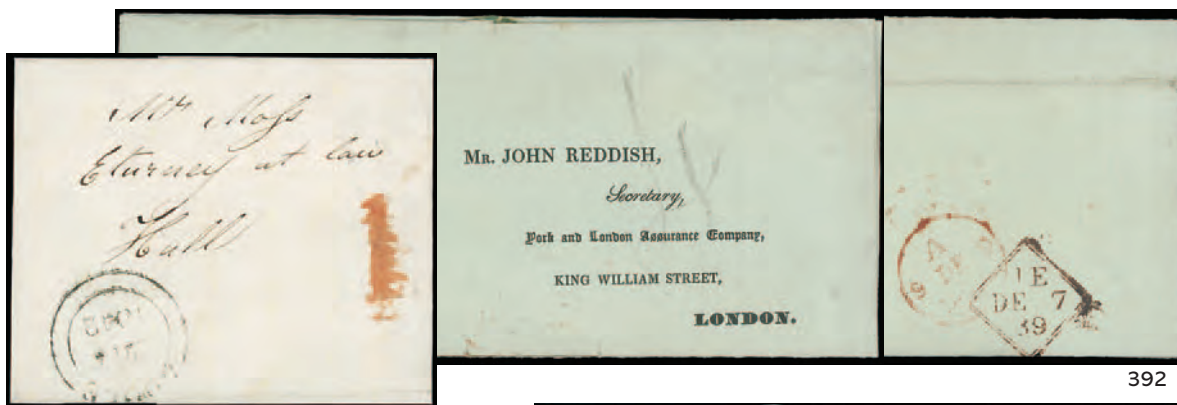 Mr Moss
Eturney at law
Hull
MR. JOHN REDDISH,
Secretary,
York and London Assurance Company,
KING WILLIAM STREET,
LONDON.
A
1E
DE 7
39
392